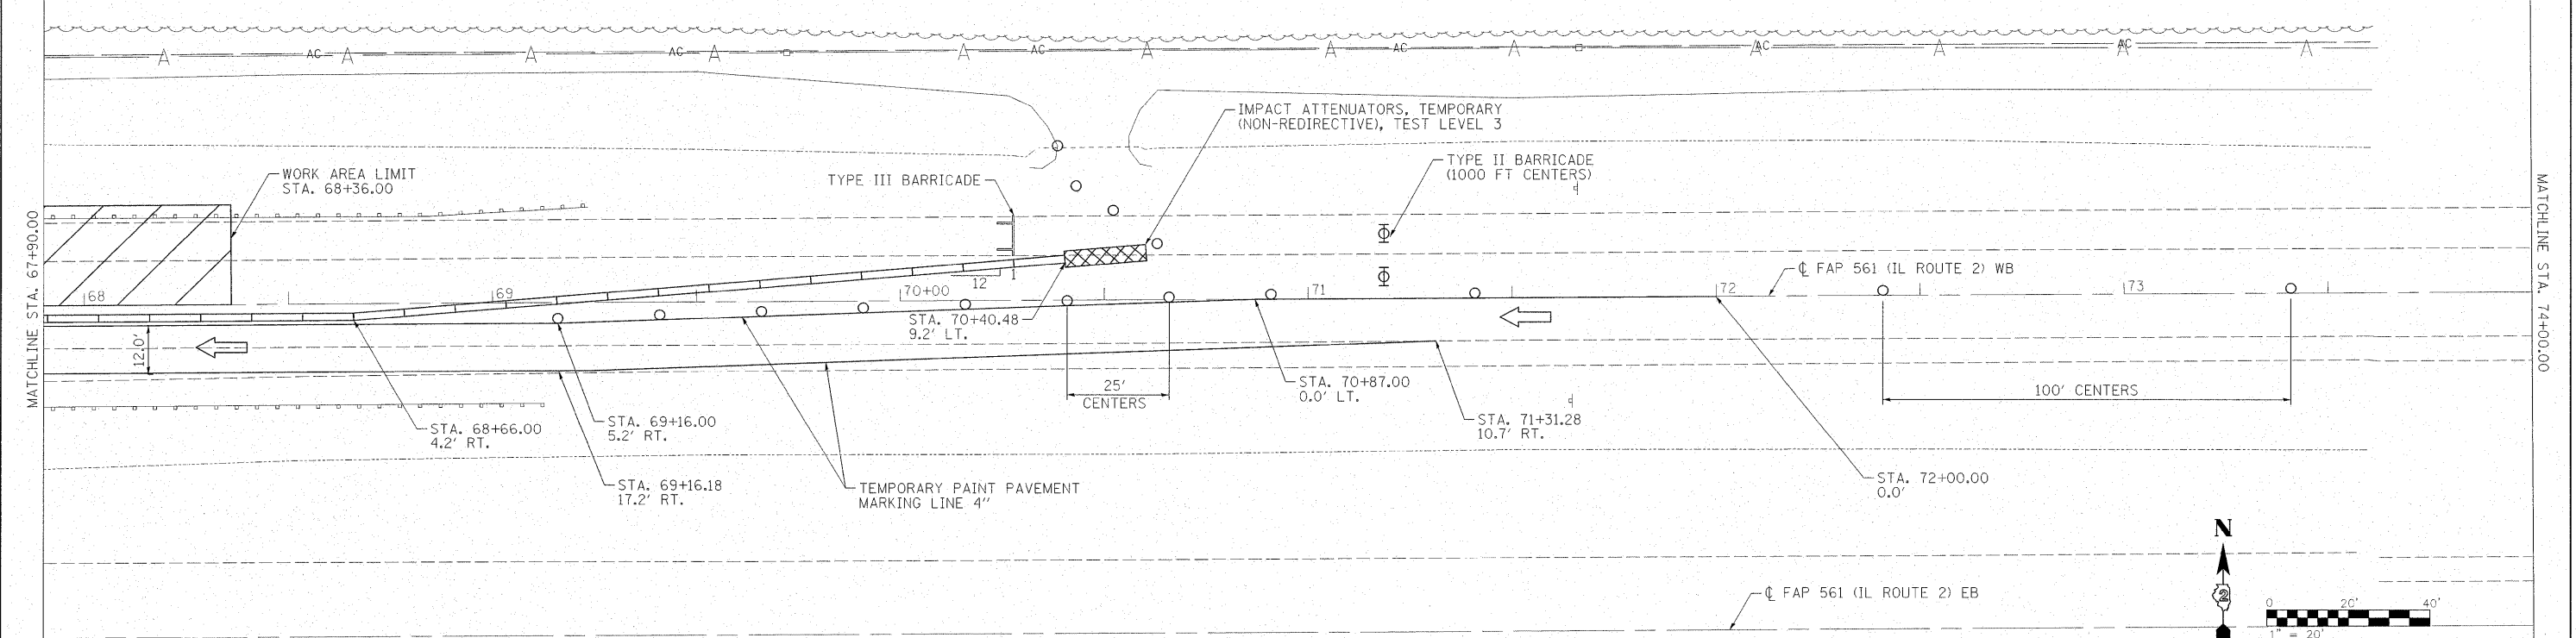 AC AC AC AC AC AC
IMPACT ATTENUATORS, TEMPORARY
(NON-REDIRECTIVE), TEST LEVEL 3
WORK AREA LIMIT
STA. 68+36.00
TYPE III BARRICADE
TYPE II BARRICADE
(1000 FT CENTERS)
MATCHLINE STA. 67+90.00
MATCHLINE STA. 74+00.00
℄ FAP 561 (IL ROUTE 2) WB
12
1
68 69 70+00 71 72 73
STA. 70+40.48
9.2' LT.
12.0'
25'
CENTERS
STA. 70+87.00
0.0' LT.
100' CENTERS
STA. 68+66.00
4.2' RT.
STA. 69+16.00
5.2' RT.
STA. 71+31.28
10.7' RT.
STA. 69+16.18
17.2' RT.
TEMPORARY PAINT PAVEMENT
MARKING LINE 4"
STA. 72+00.00
0.0'
N
2
℄ FAP 561 (IL ROUTE 2) EB
0 20' 40'
1" = 20'